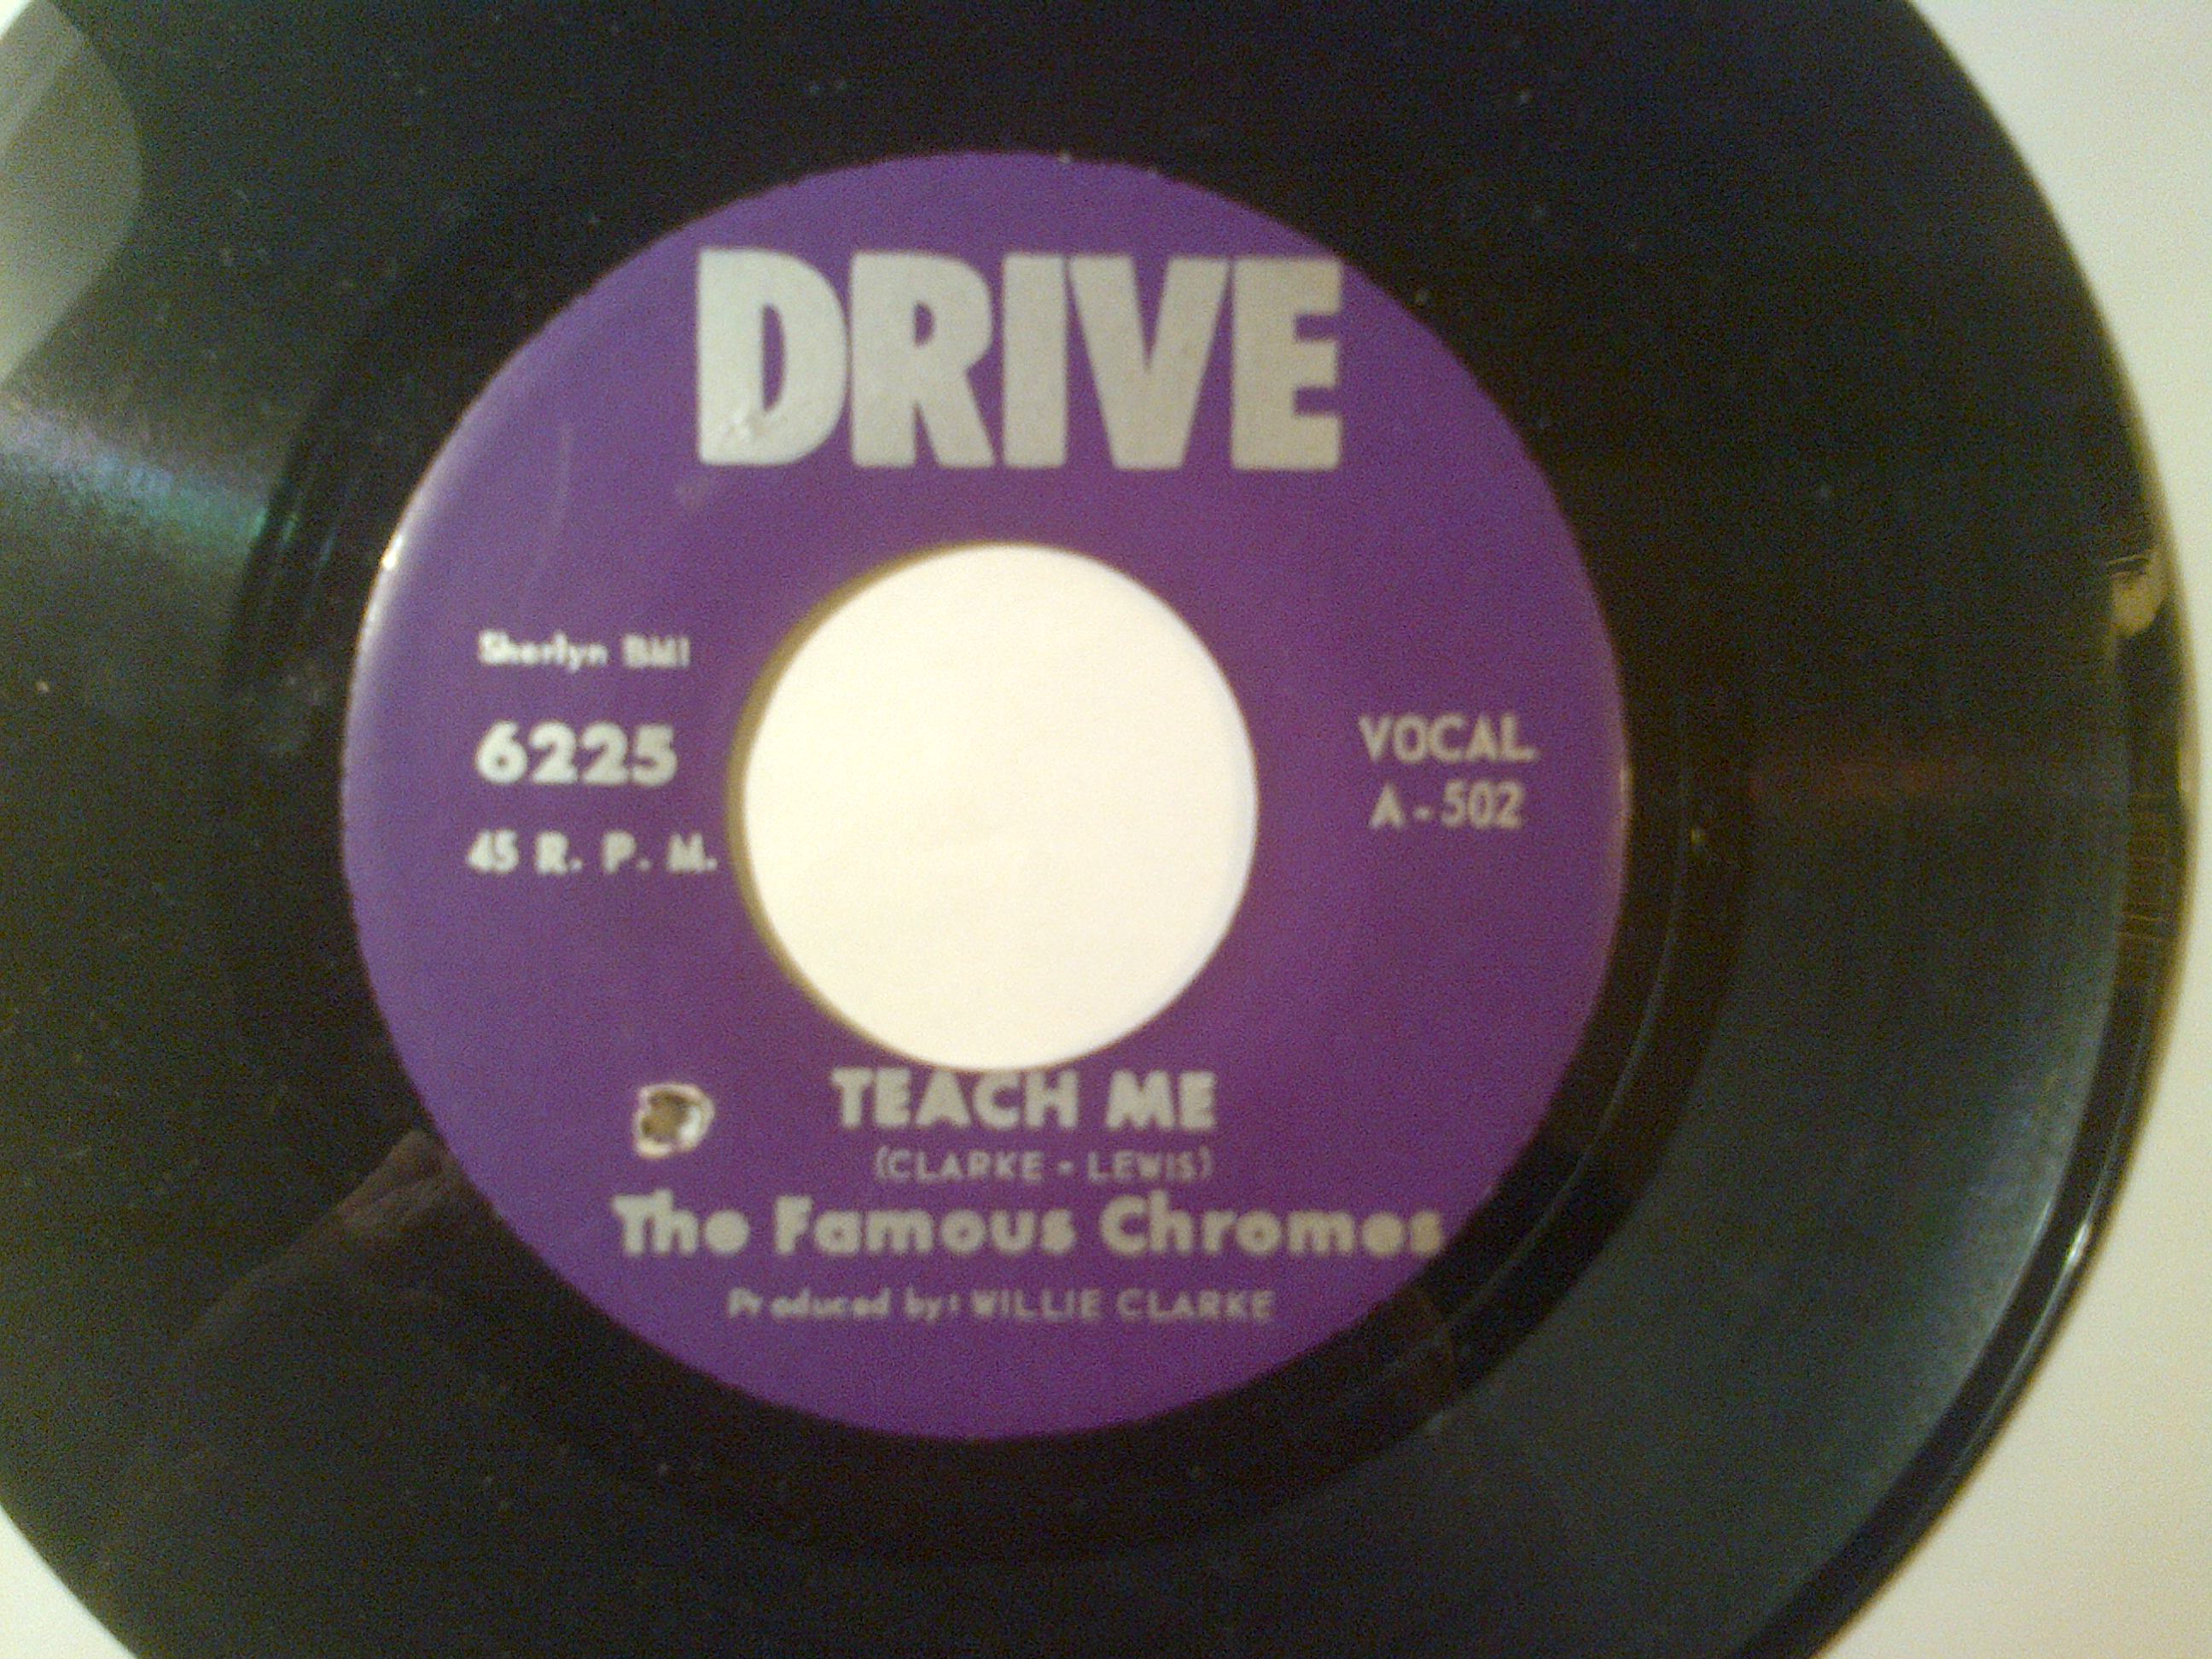 DRIVE
Sherlyn BMI
6225
45 R. P. M.
VOCAL
A - 502
TEACH ME
(CLARKE - LEWIS)
The Famous Chromes
Produced by: WILLIE CLARKE